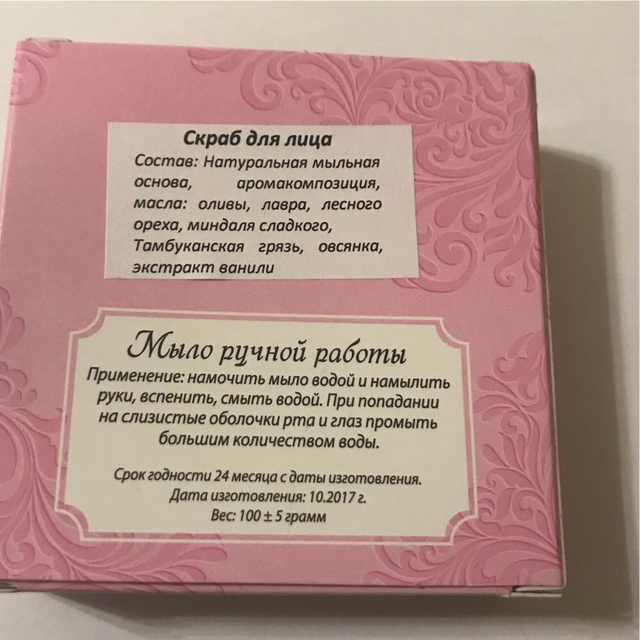 Скраб для лица
Состав: Натуральная мыльная
основа, аромакомпозиция,
масла: оливы, лавра, лесного
ореха, миндаля сладкого,
Тамбуканская грязь, овсянка,
экстракт ванили
Мыло ручной работы
Применение: намочить мыло водой и намылить
руки, вспенить, смыть водой. При попадании
на слизистые оболочки рта и глаз промыть
большим количеством воды.
Срок годности 24 месяца с даты изготовления.
Дата изготовления: 10.2017 г.
Вес: 100 ± 5 грамм